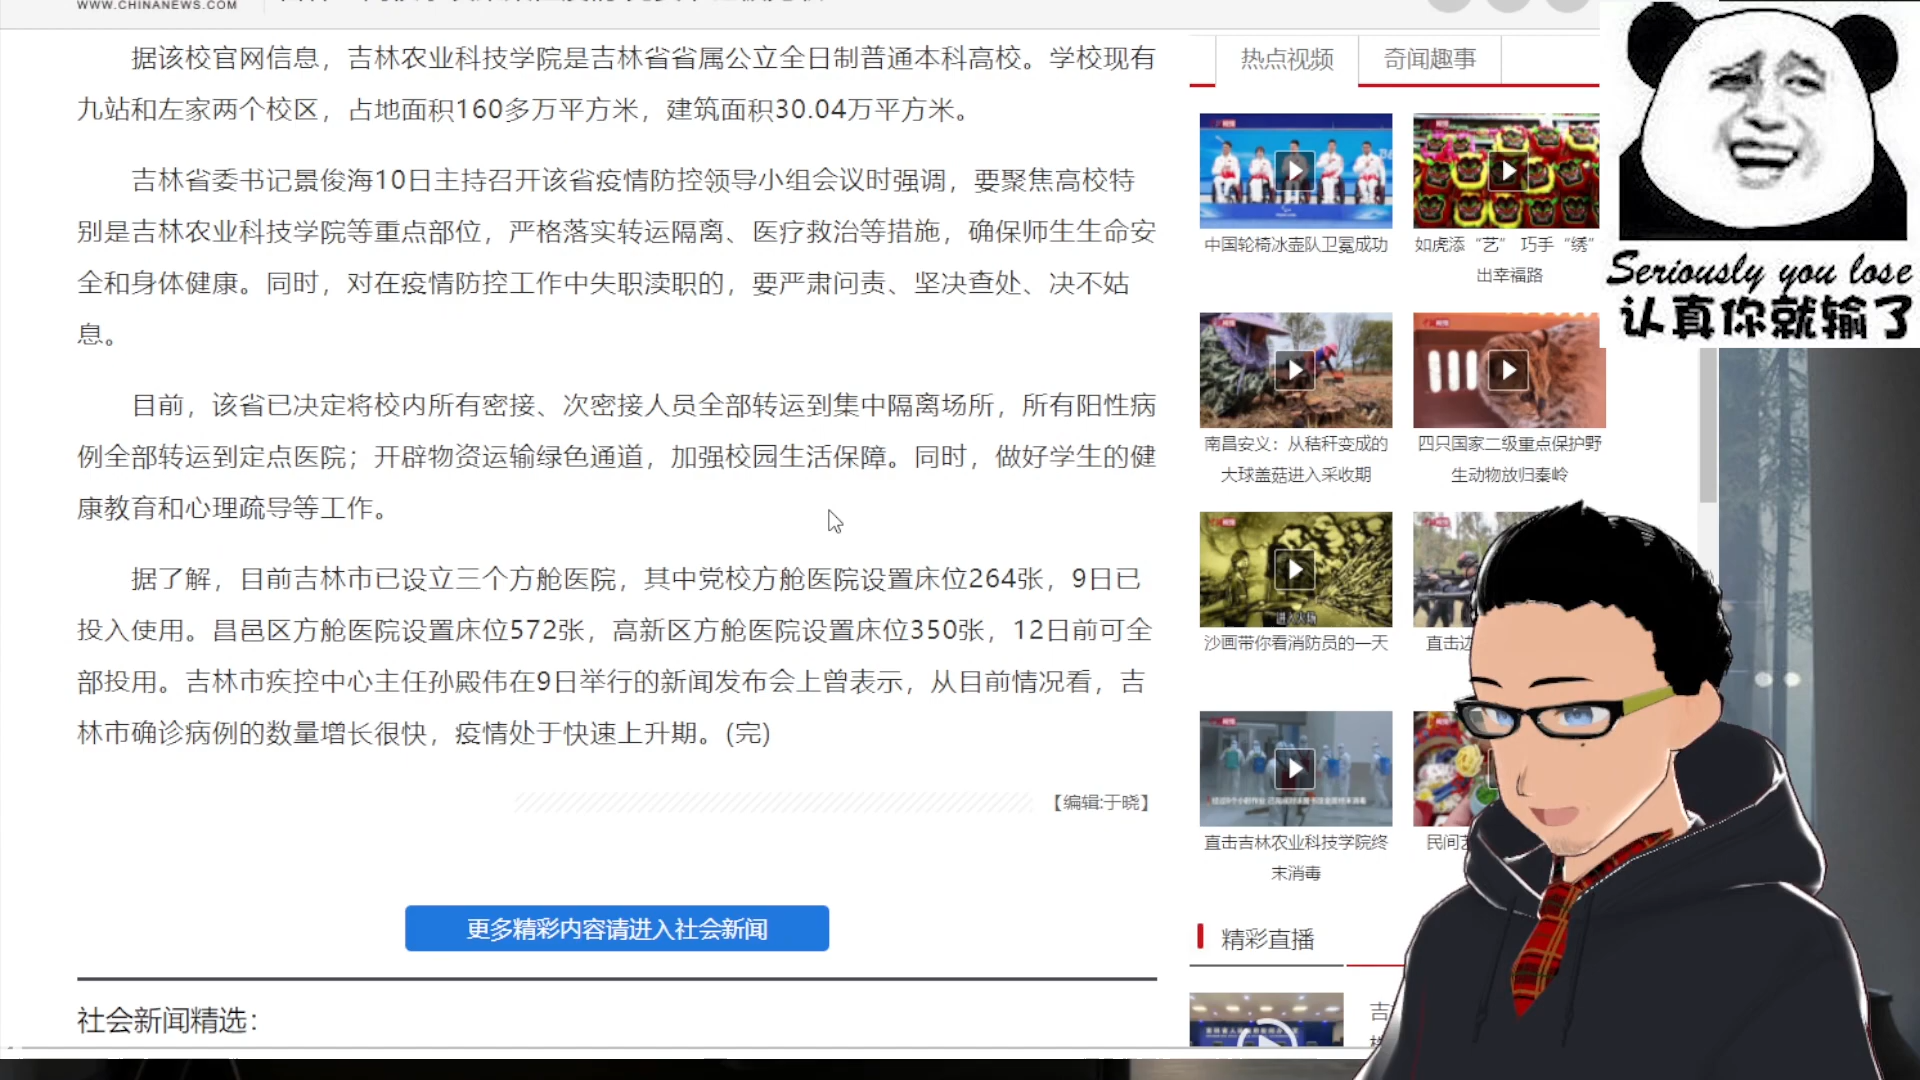 WWW.CHINANEWS.COM
据该校官网信息，吉林农业科技学院是吉林省省属公立全日制普通本科高校。学校现有
九站和左家两个校区，占地面积160多万平方米，建筑面积30.04万平方米。
吉林省委书记景俊海10日主持召开该省疫情防控领导小组会议时强调，要聚焦高校特
别是吉林农业科技学院等重点部位，严格落实转运隔离、医疗救治等措施，确保师生生命安
全和身体健康。同时，对在疫情防控工作中失职渎职的，要严肃问责、坚决查处、决不姑
息。
目前，该省已决定将校内所有密接、次密接人员全部转运到集中隔离场所，所有阳性病
例全部转运到定点医院；开辟物资运输绿色通道，加强校园生活保障。同时，做好学生的健
康教育和心理疏导等工作。
据了解，目前吉林市已设立三个方舱医院，其中党校方舱医院设置床位264张，9日已
投入使用。昌邑区方舱医院设置床位572张，高新区方舱医院设置床位350张，12日前可全
部投用。吉林市疾控中心主任孙殿伟在9日举行的新闻发布会上曾表示，从目前情况看，吉
林市确诊病例的数量增长很快，疫情处于快速上升期。(完)
【编辑:于晓】
更多精彩内容请进入社会新闻
社会新闻精选：
热点视频
奇闻趣事
中国轮椅冰壶队卫冕成功
如虎添“艺” 巧手“绣”
出幸福路
南昌安义：从秸秆变成的
大球盖菇进入采收期
四只国家二级重点保护野
生动物放归秦岭
进入火场
沙画带你看消防员的一天
直击边
直击吉林农业科技学院终
末消毒
民间艺
精彩直播
吉
Seriously you lose
认真你就输了